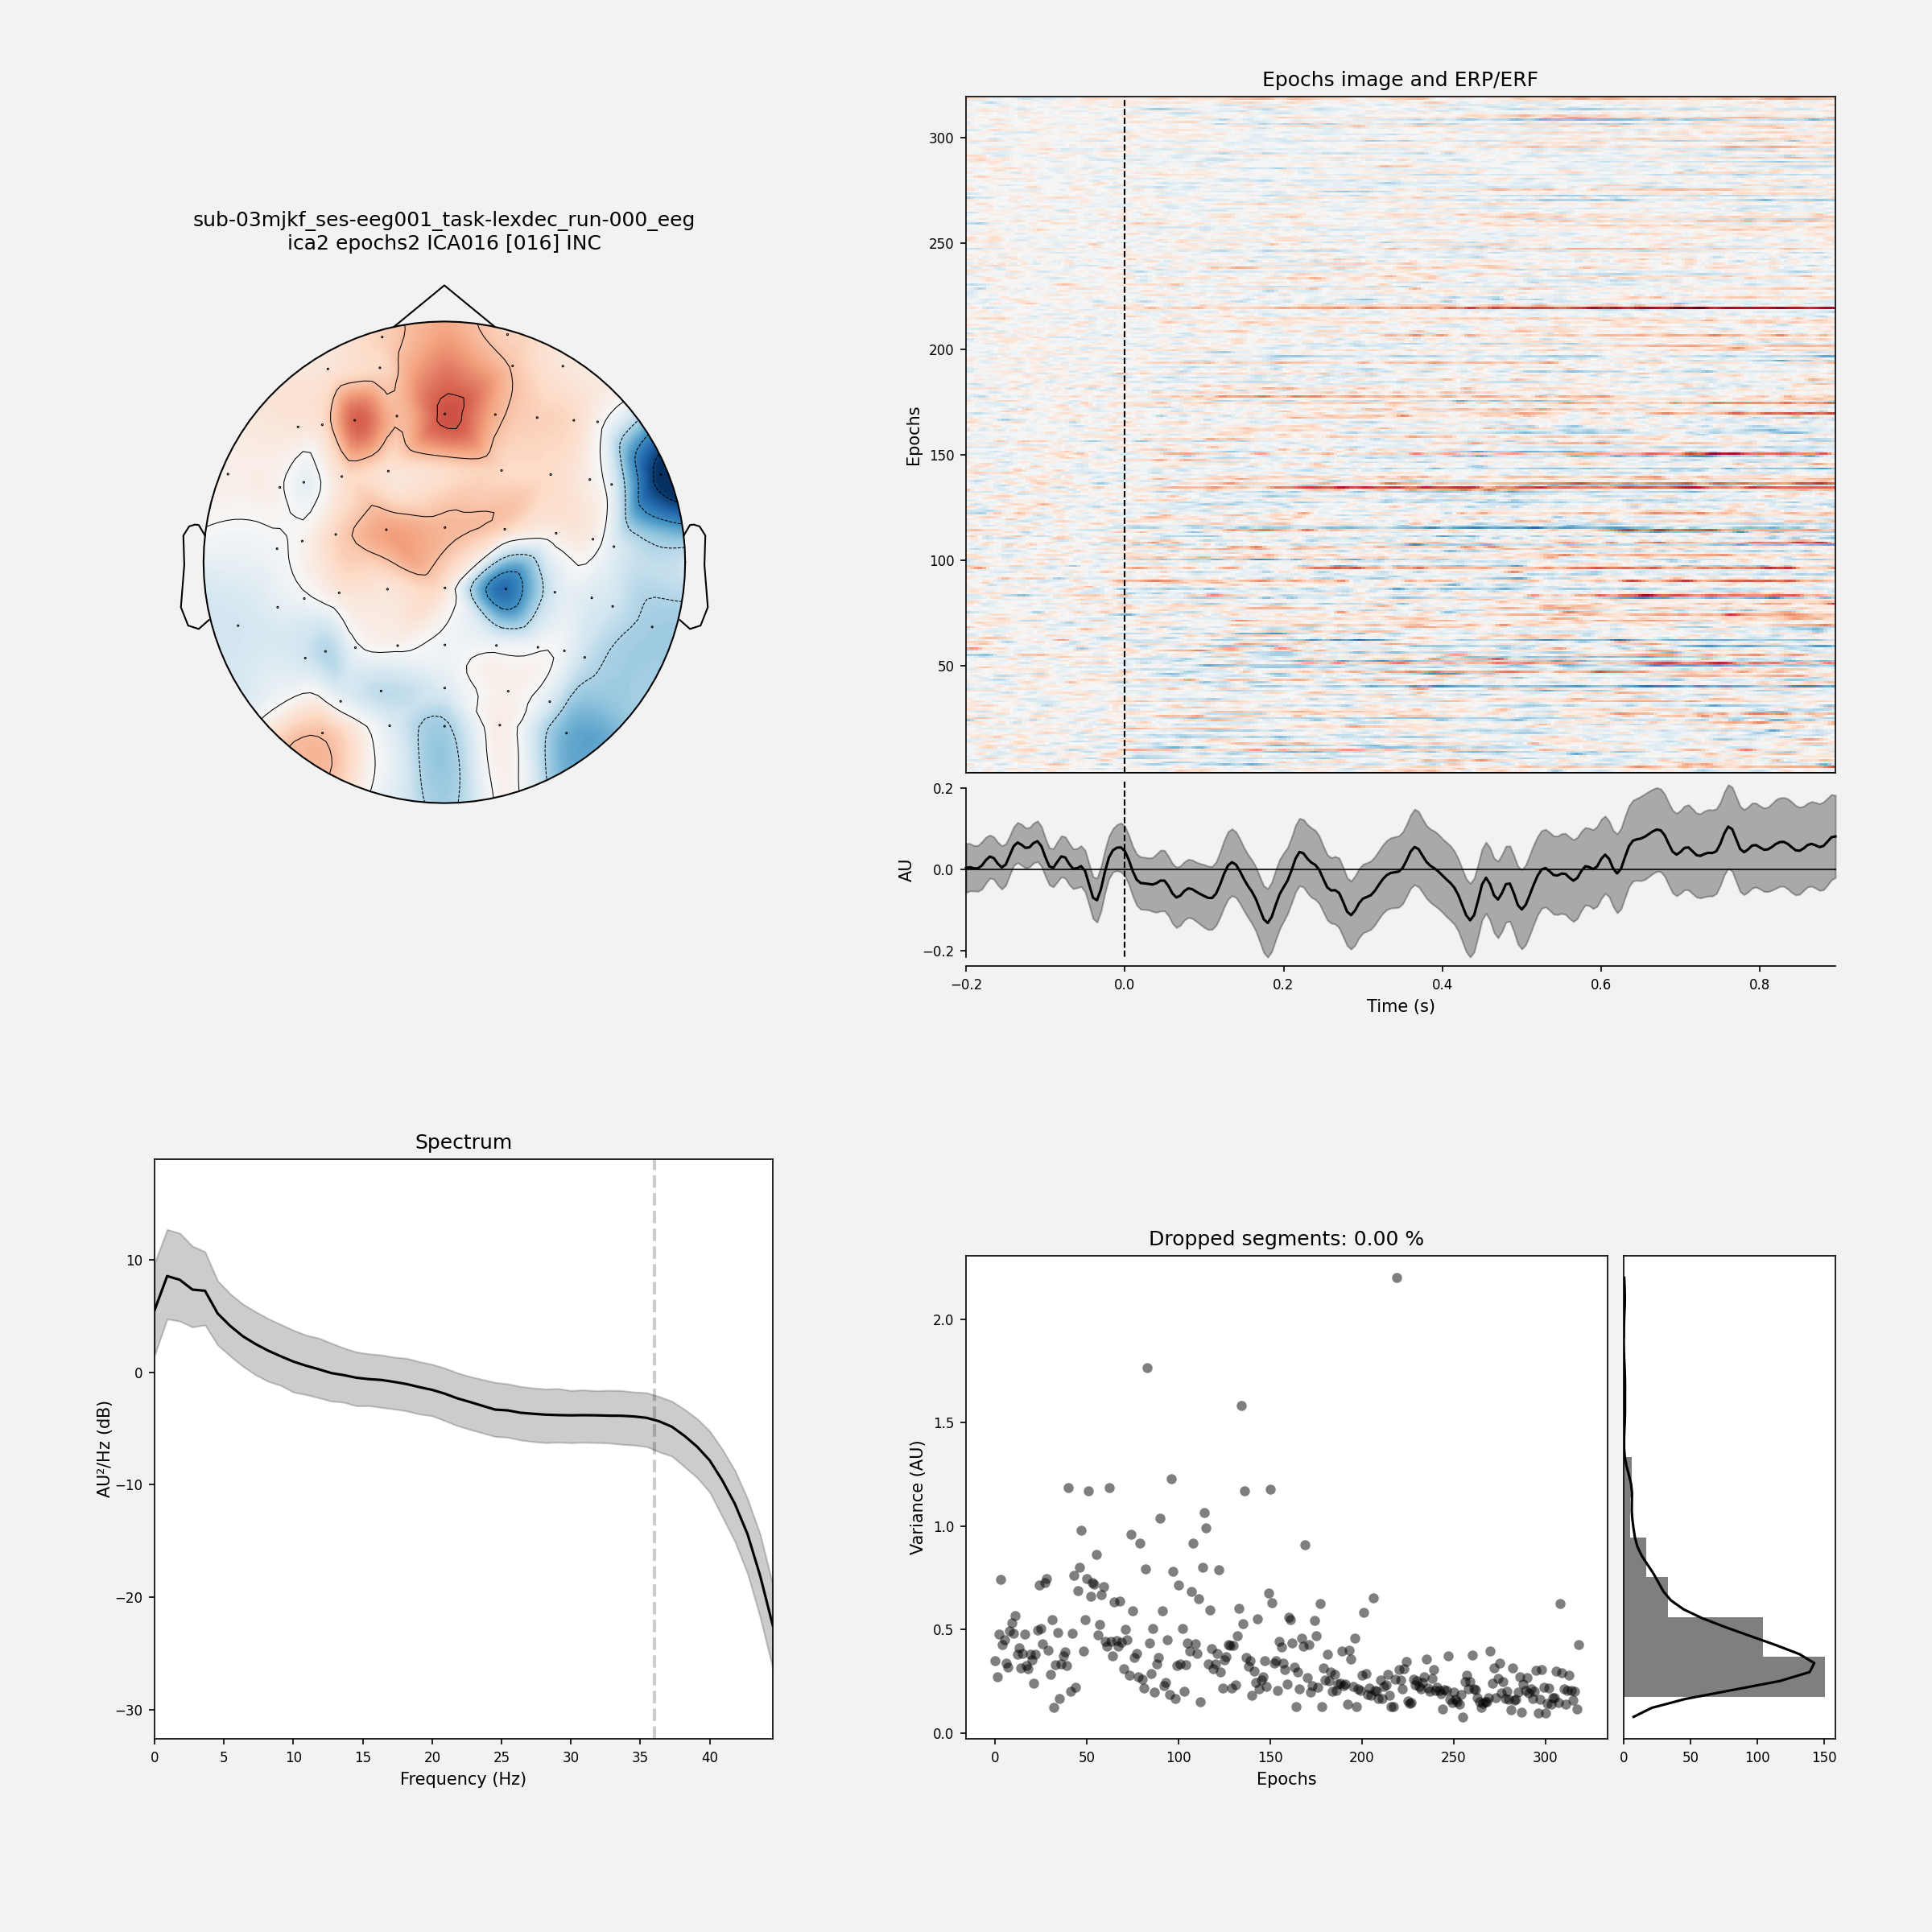 sub-03mjkf_ses-eeg001_task-lexdec_run-000_eeg
ica2 epochs2 ICA016 [016] INC
Epochs image and ERP/ERF
Epochs
300
250
200
150
100
50
AU
0.2
0.0
−0.2
−0.2 0.0 0.2 0.4 0.6 0.8
Time (s)
Spectrum
AU²/Hz (dB)
10
0
−10
−20
−30
0 5 10 15 20 25 30 35 40
Frequency (Hz)
Dropped segments: 0.00 %
Variance (AU)
2.0
1.5
1.0
0.5
0.0
0 50 100 150 200 250 300
Epochs
0 50 100 150